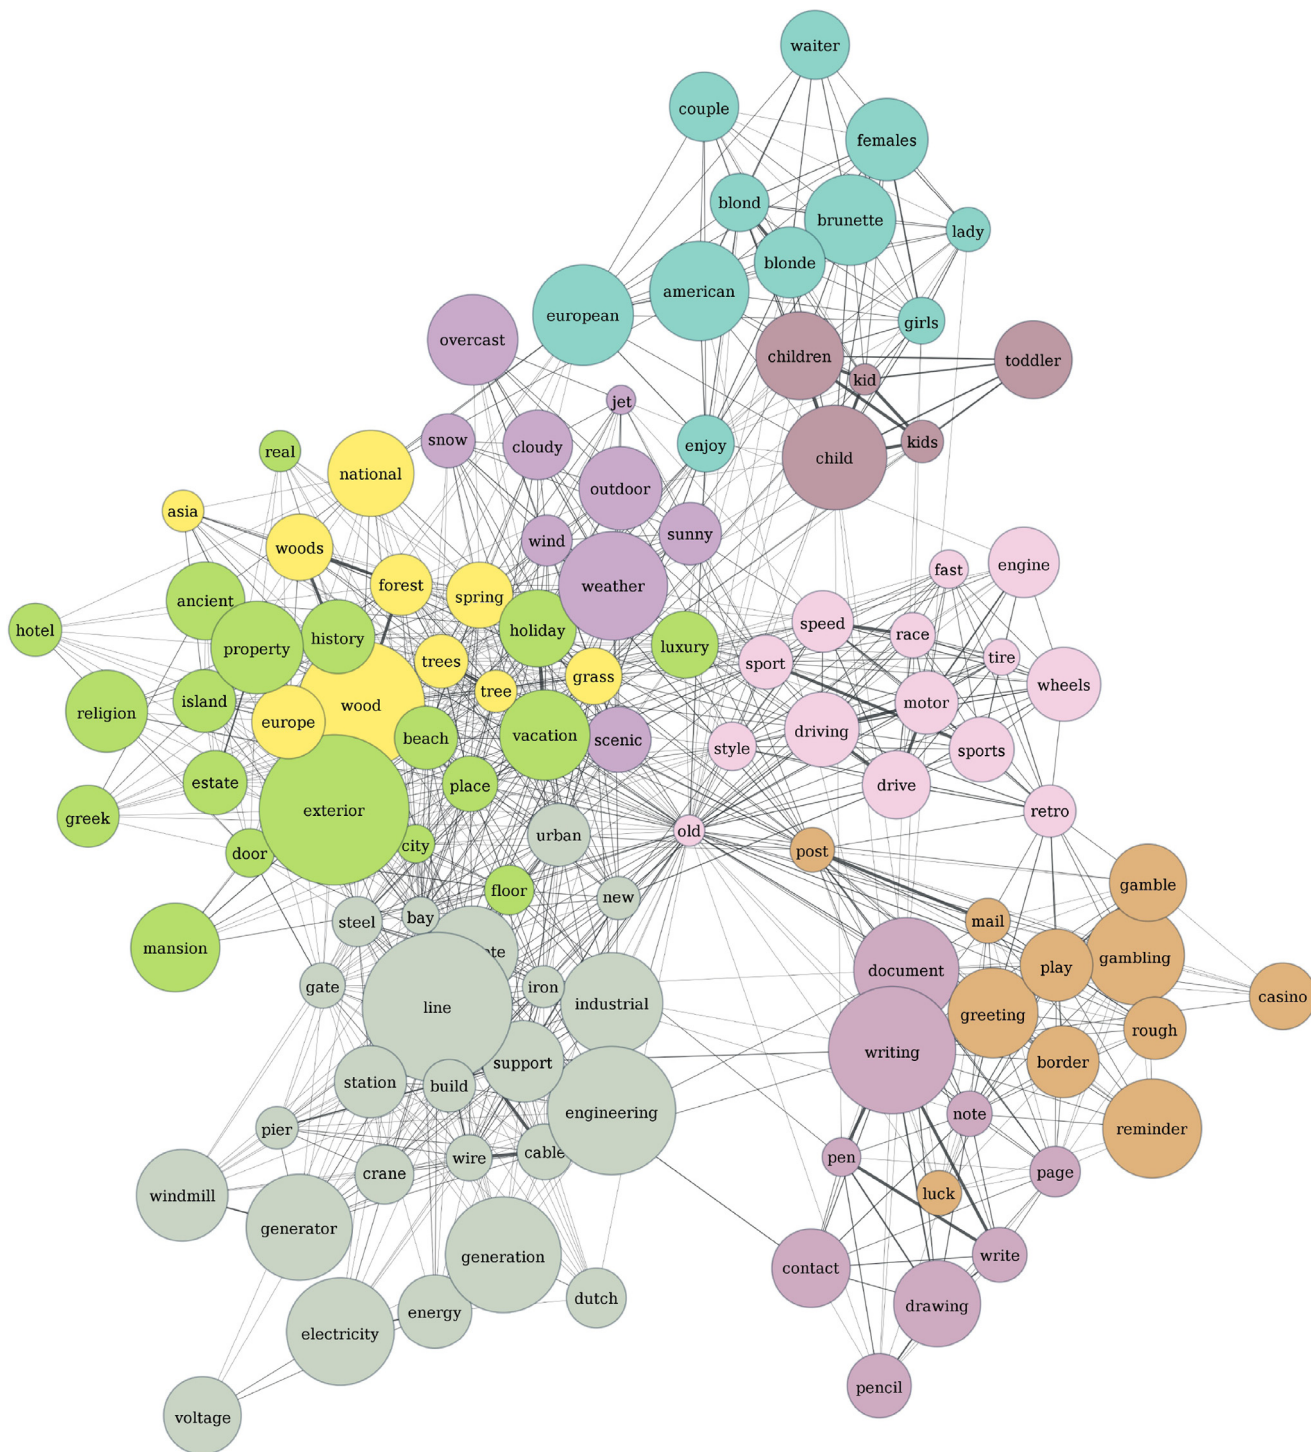 waiter
couple
females
blond
brunette
lady
blonde
american
european
girls
overcast
children
toddler
kid
jet
snow
cloudy
enjoy
kids
real
child
national
outdoor
asia
wind
sunny
woods
fast
engine
forest
weather
spring
ancient
hotel
speed
holiday
race
history
property
luxury
tire
trees
sport
grass
wheels
tree
island
motor
wood
religion
europe
driving
vacation
beach
scenic
style
sports
estate
place
drive
exterior
retro
greek
old
urban
city
door
post
gamble
floor
new
steel
bay
mail
mansion
te
gambling
play
document
gate
iron
line
industrial
casino
greeting
rough
writing
support
border
station
build
engineering
note
pier
reminder
cable
wire
pen
crane
page
windmill
luck
generator
generation
write
contact
dutch
drawing
energy
electricity
pencil
voltage